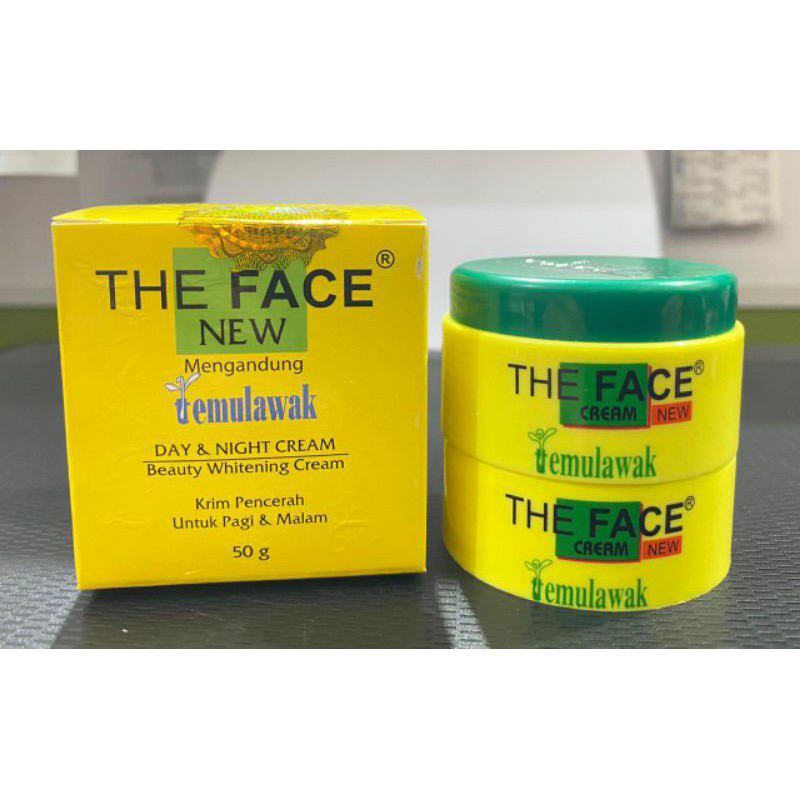 THE FACE®
NEW
Mengandung
temulawak
DAY & NIGHT CREAM
Beauty Whitening Cream
Krim Pencerah
Untuk Pagi & Malam
50 g
THE FACE®
CREAM NEW
temulawak
THE FACE®
CREAM NEW
temulawak